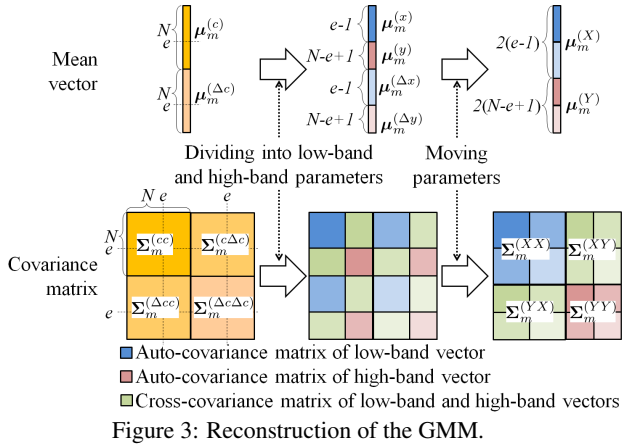 Mean vector
N
e
N
e
μ_m^(c)
μ_m^(Δc)
e-1
N-e+1
e-1
N-e+1
μ_m^(x)
μ_m^(y)
μ_m^(Δx)
μ_m^(Δy)
2(e-1)
2(N-e+1)
μ_m^(X)
μ_m^(Y)
Dividing into low-band
and high-band parameters
Moving
parameters
Covariance
matrix
N e
e
N
e
e
Σ_m^(cc)
Σ_m^(cΔc)
Σ_m^(Δcc)
Σ_m^(ΔcΔc)
Σ_m^(XX)
Σ_m^(XY)
Σ_m^(YX)
Σ_m^(YY)
Auto-covariance matrix of low-band vector
Auto-covariance matrix of high-band vector
Cross-covariance matrix of low-band and high-band vectors
Figure 3: Reconstruction of the GMM.